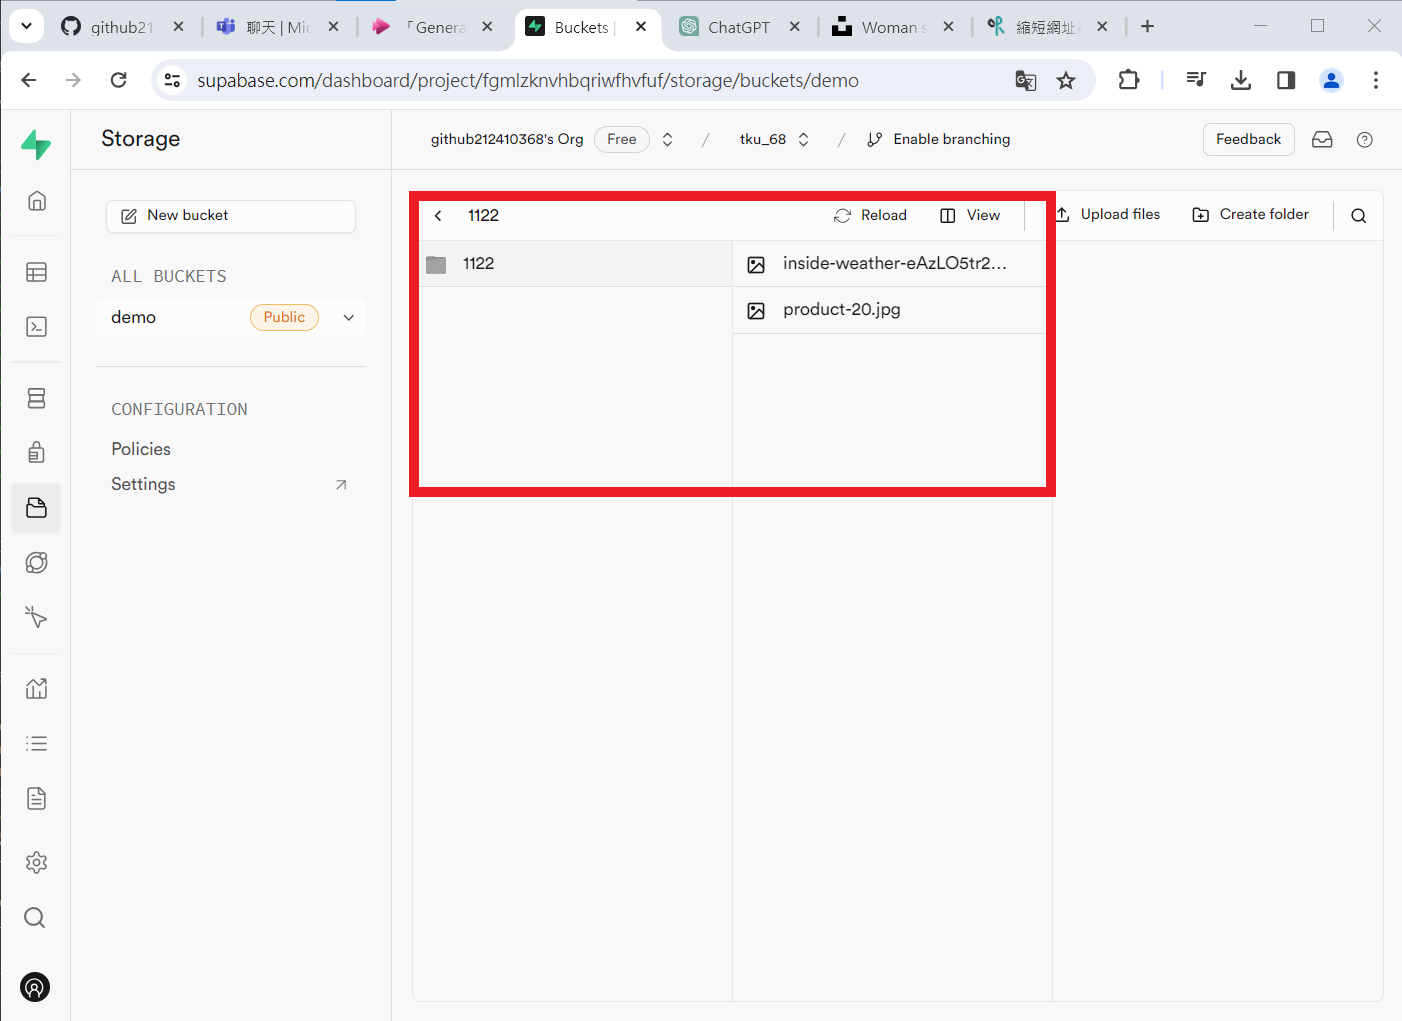 github21
聊天 | Mic
「Genera
Buckets |
ChatGPT
Woman s
縮短網址
supabase.com/dashboard/project/fgmlzknvhbqriwfhvfuf/storage/buckets/demo
Storage
github212410368's Org
Free
/
tku_68
/
Enable branching
Feedback
New bucket
1122
Reload
View
Upload files
Create folder
ALL BUCKETS
1122
inside-weather-eAzLO5tr2...
demo
Public
product-20.jpg
CONFIGURATION
Policies
Settings